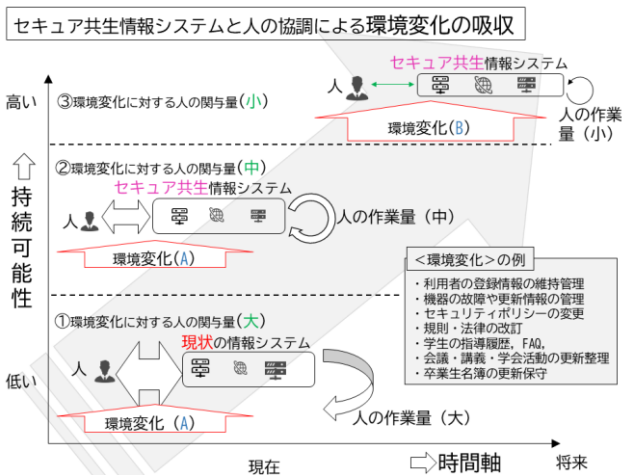 セキュア共生情報システムと人の協調による環境変化の吸収
高い
③環境変化に対する人の関与量(小)
セキュア共生情報システム
人
環境変化(B)
人の作業
量（小）
②環境変化に対する人の関与量(中)
セキュア共生情報システム
人
人の作業量（中）
環境変化(A)
持続可能性
＜環境変化＞の例
・利用者の登録情報の維持管理
・機器の故障や更新情報の管理
・セキュリティポリシーの変更
・規則・法律の改訂
・学生の指導履歴，FAQ，
・会議・講義・学会活動の更新整理
・卒業生名簿の更新保守
①環境変化に対する人の関与量(大)
現状の情報システム
人
低い
環境変化（A）
人の作業量（大）
現在
時間軸
将来